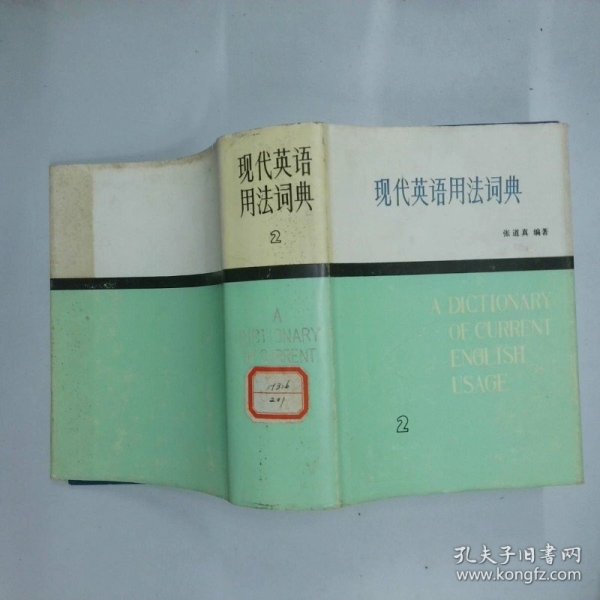 现代英语
用法词典
2
A
DICTIONARY
OF CURRENT
现代英语用法词典
张道真 编著
A DICTIONARY
OF CURRENT
ENGLISH
USAGE
2
孔夫子旧书网
www.kongfz.com